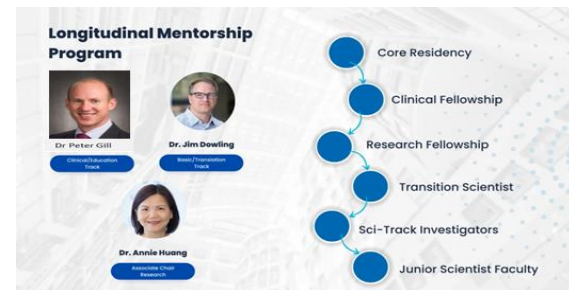 Longitudinal Mentorship
Program
Dr Peter Gill
Clinical/Education
Track
Dr. Jim Dowling
Basic/Translation
Track
Dr. Annie Huang
Associate Chair
Research
Core Residency
Clinical Fellowship
Research Fellowship
Transition Scientist
Sci-Track Investigators
Junior Scientist Faculty